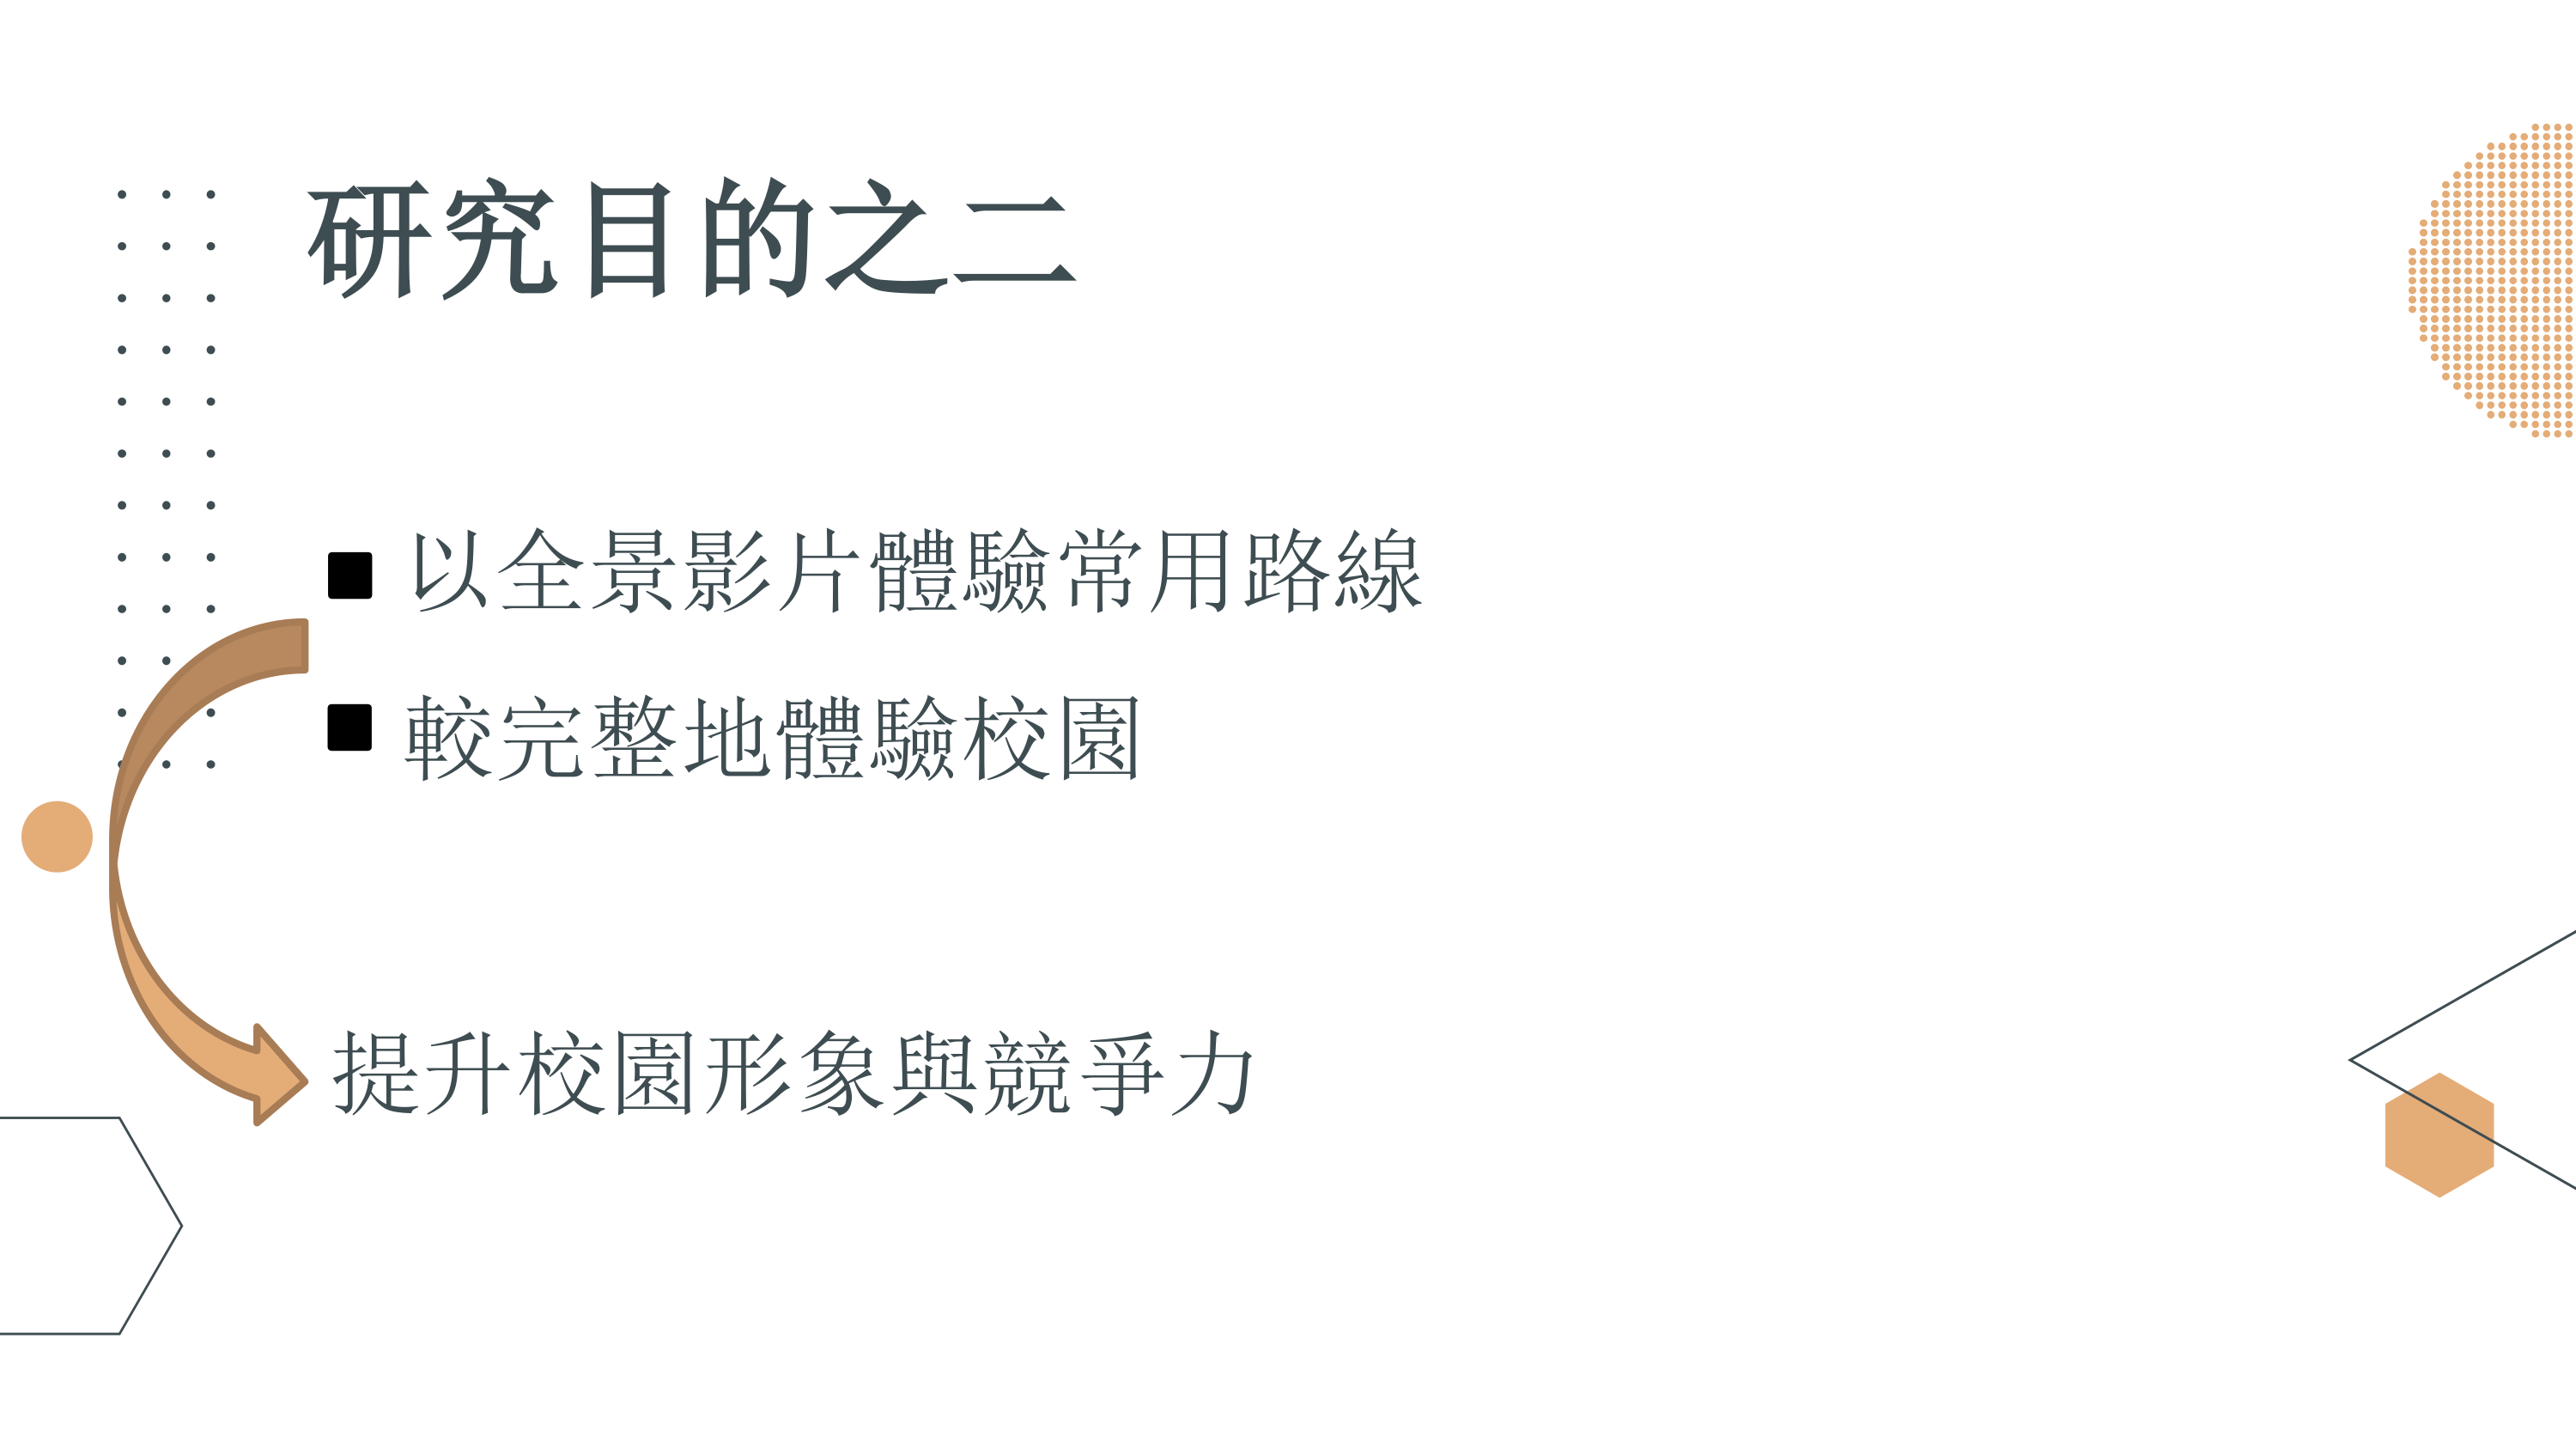 研究目的之二
以全景影片體驗常用路線
較完整地體驗校園
提升校園形象與競爭力